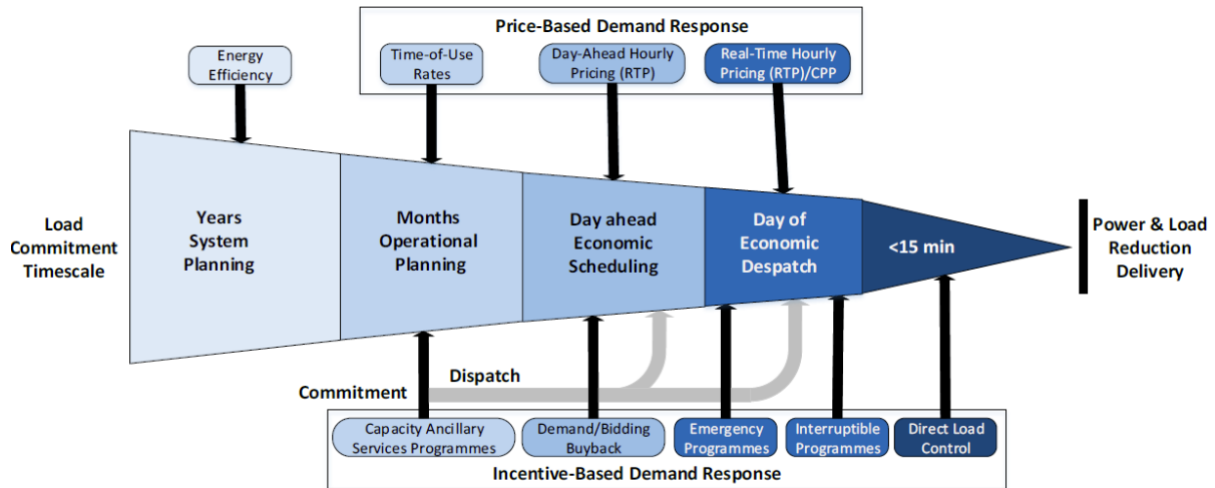 Price-Based Demand Response
Energy
Efficiency
Time-of-Use
Rates
Day-Ahead Hourly
Pricing (RTP)
Real-Time Hourly
Pricing (RTP)/CPP
Load
Commitment
Timescale
Years
System
Planning
Months
Operational
Planning
Day ahead
Economic
Scheduling
Day of
Economic
Despatch
<15 min
Power & Load
Reduction
Delivery
Commitment
Dispatch
Capacity Ancillary
Services Programmes
Demand/Bidding
Buyback
Emergency
Programmes
Interruptible
Programmes
Direct Load
Control
Incentive-Based Demand Response